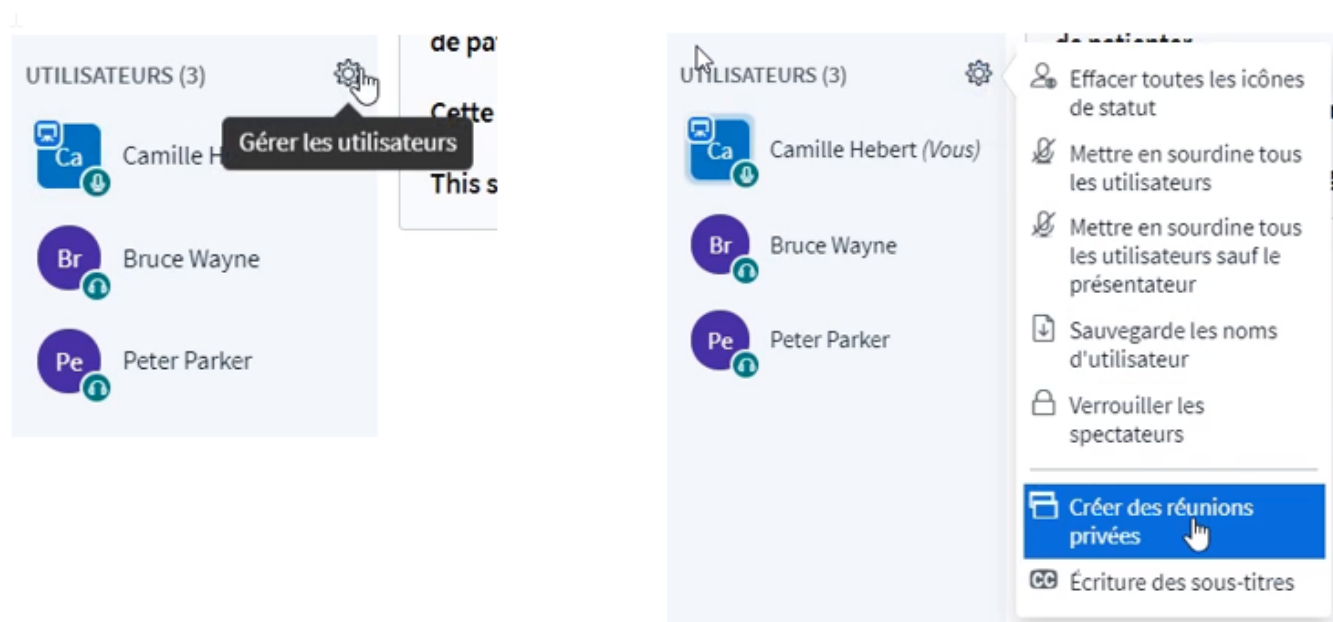 de pa
UTILISATEURS (3)
Gérer les utilisateurs
Cette
Ca
Camille H
This s
Br
Bruce Wayne
Pe
Peter Parker
UTILISATEURS (3)
Ca
Camille Hebert (Vous)
Br
Bruce Wayne
Pe
Peter Parker
de patienter
Effacer toutes les icônes
de statut
Mettre en sourdine tous
les utilisateurs
Mettre en sourdine tous
les utilisateurs sauf le
présentateur
Sauvegarde les noms
d'utilisateur
Verrouiller les
spectateurs
Créer des réunions
privées
CC
Écriture des sous-titres